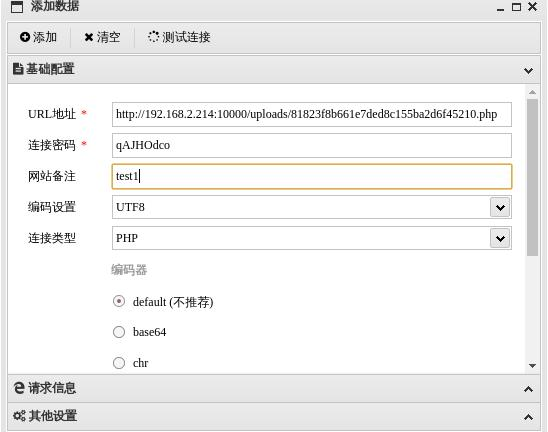 添加数据
添加 清空 测试连接
基础配置
URL地址 * http://192.168.2.214:10000/uploads/81823f8b661e7ded8c155ba2d6f45210.php
连接密码 * qAJHOdco
网站备注 test1
编码设置 UTF8
连接类型 PHP
编码器
default (不推荐)
base64
chr
请求信息
其他设置